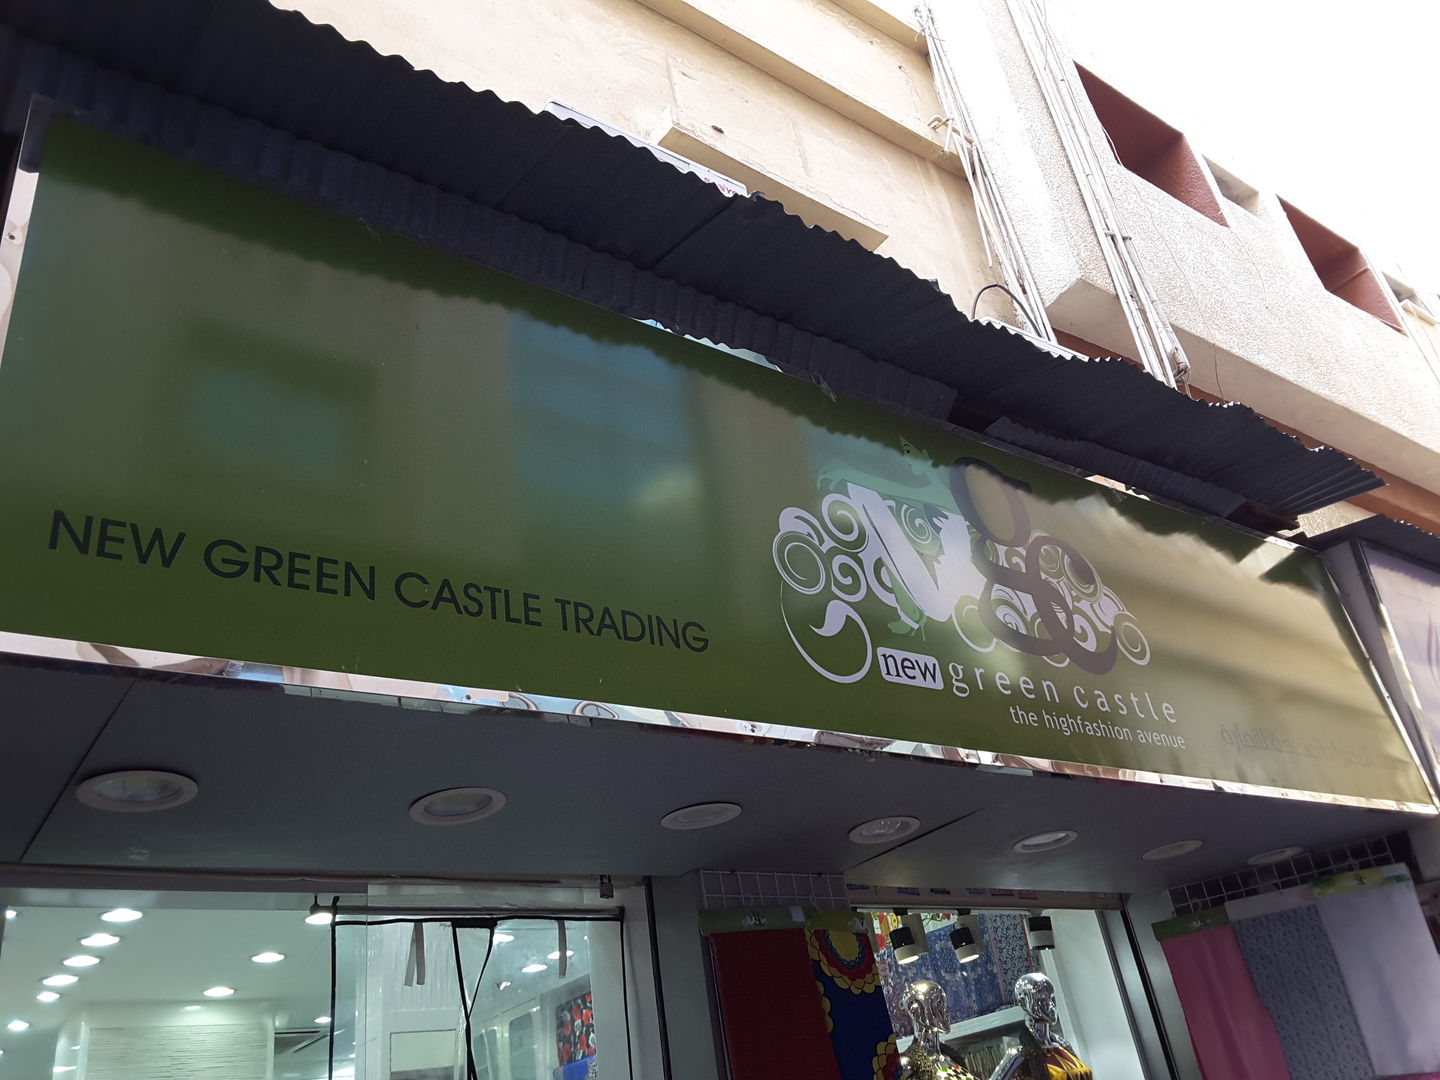 NEW GREEN CASTLE TRADING
new green castle
the highfashion avenue